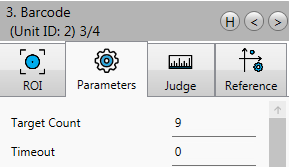 3. Barcode
(Unit ID: 2) 3/4
H < >
ROI Parameters Judge Reference
Target Count 9
Timeout 0